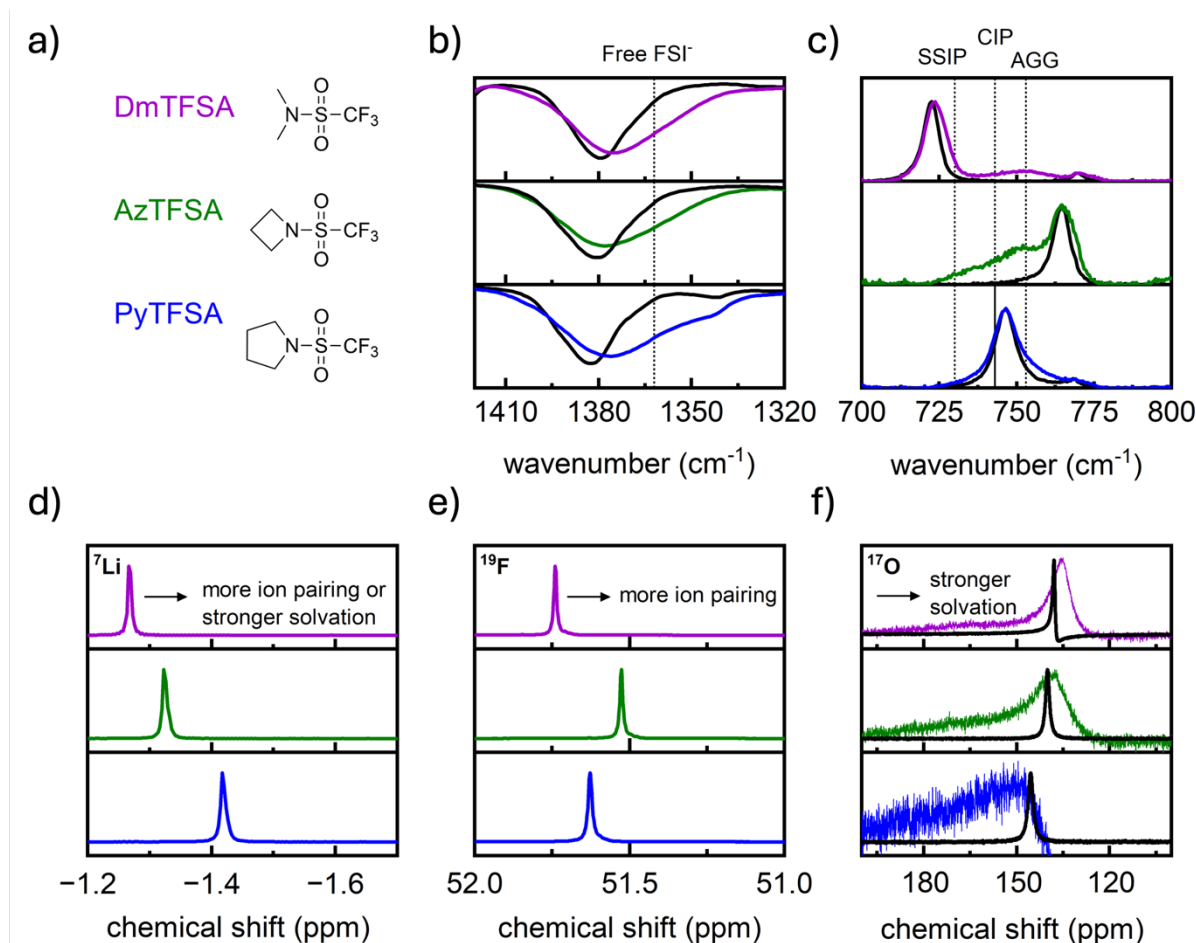 a)
DmTFSA
O
N S CF₃
O
AzTFSA
O
N S CF₃
O
PyTFSA
O
N S CF₃
O
b)
Free FSI⁻
1410 1380 1350 1320
wavenumber (cm⁻¹)
c)
CIP
SSIP AGG
700 725 750 775 800
wavenumber (cm⁻¹)
d)
⁷Li
more ion pairing or
stronger solvation
−1.2 −1.4 −1.6
chemical shift (ppm)
e)
¹⁹F
more ion pairing
52.0 51.5 51.0
chemical shift (ppm)
f)
¹⁷O
stronger
solvation
180 150 120
chemical shift (ppm)